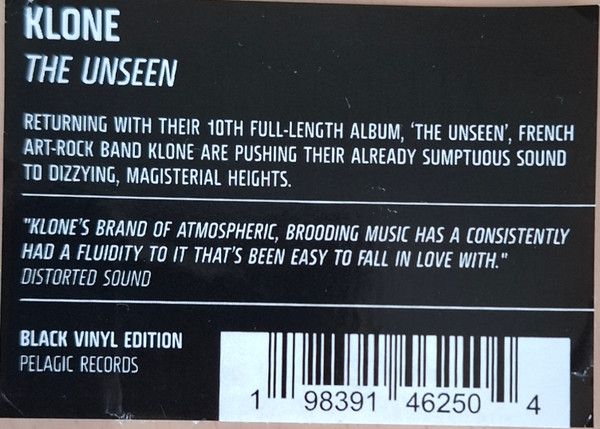 KLONE
THE UNSEEN
RETURNING WITH THEIR 10TH FULL-LENGTH ALBUM, 'THE UNSEEN', FRENCH
ART-ROCK BAND KLONE ARE PUSHING THEIR ALREADY SUMPTUOUS SOUND
TO DIZZYING, MAGISTERIAL HEIGHTS.
"KLONE'S BRAND OF ATMOSPHERIC, BROODING MUSIC HAS A CONSISTENTLY
HAD A FLUIDITY TO IT THAT'S BEEN EASY TO FALL IN LOVE WITH."
DISTORTED SOUND
BLACK VINYL EDITION
PELAGIC RECORDS
1 98391 46250 4